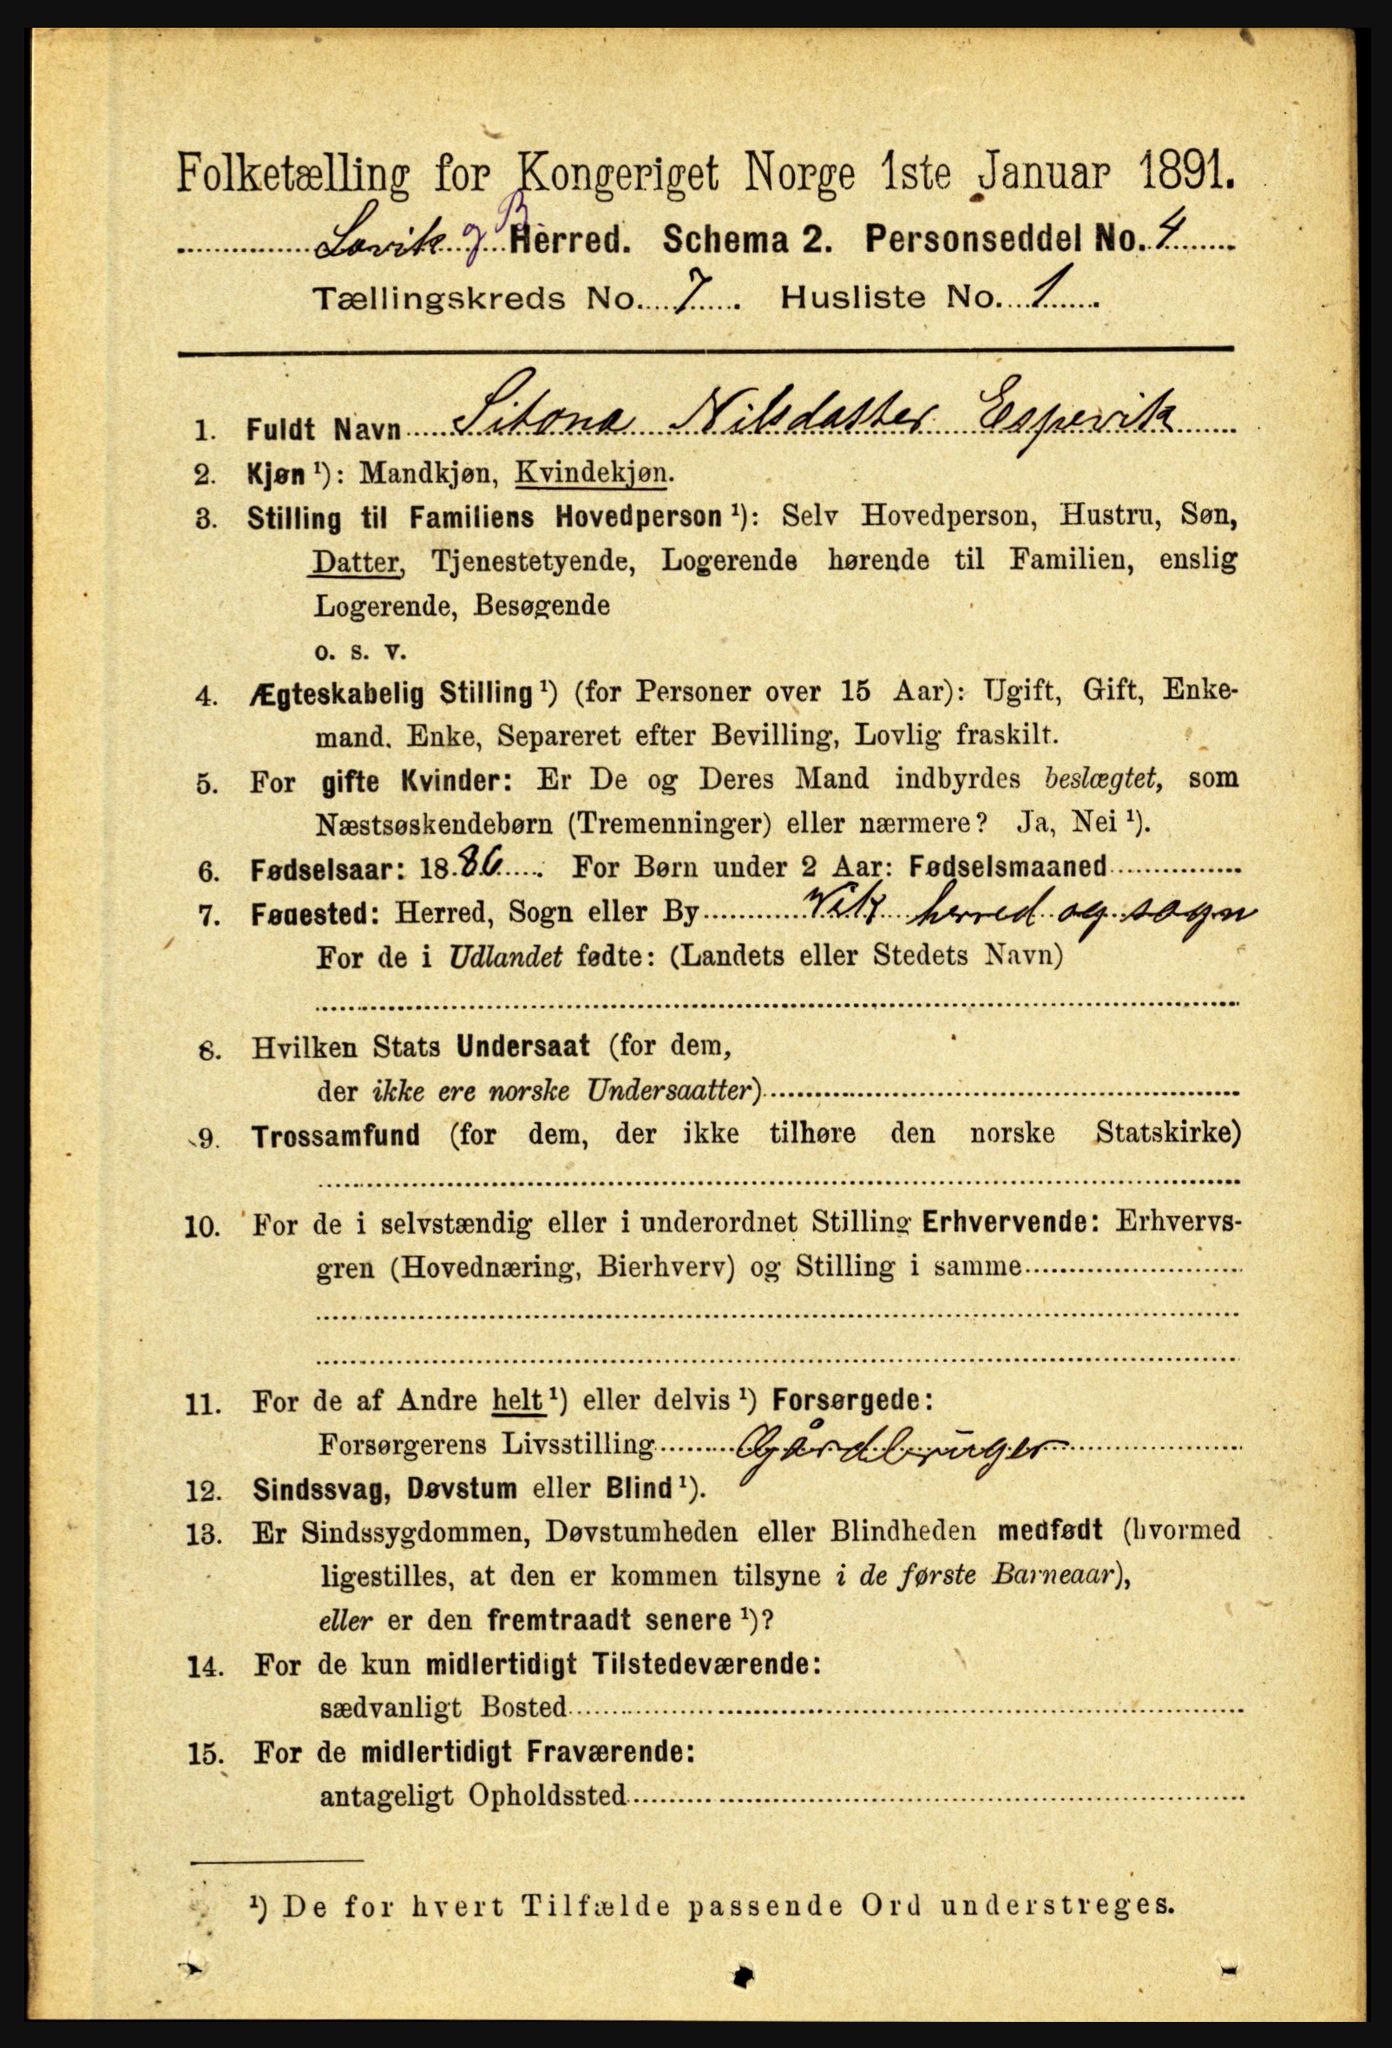 Folketælling for Kongeriget Norge 1ste Januar 1891.
Lavik og B Herred. Schema 2. Personseddel No. 4
Tællingskreds No. 7. Husliste No. 1
1. Fuldt Navn Sitona Nilsdatter Espevik
2. Kjøn ¹): Mandkjøn, Kvindekjøn.
3. Stilling til Familiens Hovedperson ¹): Selv Hovedperson, Hustru, Søn,
Datter, Tjenestetyende, Logerende hørende til Familien, enslig
Logerende, Besøgende
o. s. v.
4. Ægteskabelig Stilling ¹) (for Personer over 15 Aar): Ugift, Gift, Enke-
mand. Enke, Separeret efter Bevilling, Lovlig fraskilt.
5. For gifte Kvinder: Er De og Deres Mand indbyrdes beslægtet, som
Næstsøskendebørn (Tremenninger) eller nærmere? Ja, Nei ¹).
6. Fødselsaar: 1886. For Børn under 2 Aar: Fødselsmaaned
7. Føuested: Herred, Sogn eller By Vik herred og sogn
For de i Udlandet fødte: (Landets eller Stedets Navn)
8. Hvilken Stats Undersaat (for dem,
der ikke ere norske Undersaatter)
9. Trossamfund (for dem, der ikke tilhøre den norske Statskirke)
10. For de i selvstændig eller i underordnet Stilling Erhvervende: Erhvervs-
gren (Hovednæring, Bierhverv) og Stilling i samme
11. For de af Andre helt ¹) eller delvis ¹) Forsørgede:
Forsørgerens Livsstilling Gårdbruger
12. Sindssvag, Døvstum eller Blind ¹).
13. Er Sindssygdommen, Døvstumheden eller Blindheden medfødt (hvormed
ligestilles, at den er kommen tilsyne i de første Barneaar),
eller er den fremtraadt senere ¹)?
14. For de kun midlertidigt Tilstedeværende:
sædvanligt Bosted
15. For de midlertidigt Fraværende:
antageligt Opholdssted
¹) De for hvert Tilfælde passende Ord understreges.